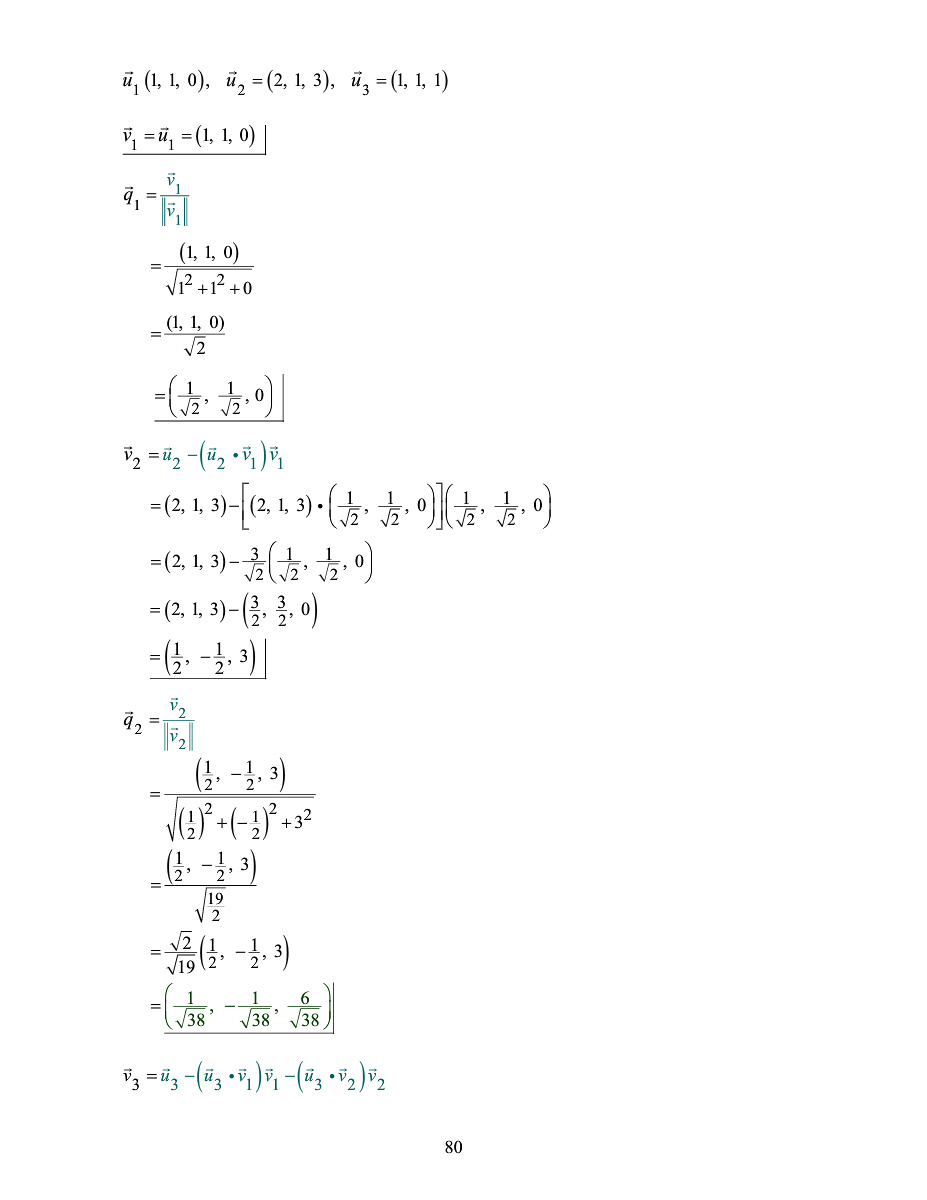 u⃗₁ (1, 1, 0), u⃗₂ = (2, 1, 3), u⃗₃ = (1, 1, 1)
v⃗₁ = u⃗₁ = (1, 1, 0)
q⃗₁ = v⃗₁ / ‖v⃗₁‖
= (1, 1, 0) / √(1² + 1² + 0)
= (1, 1, 0) / √2
= (1/√2, 1/√2, 0)
v⃗₂ = u⃗₂ − (u⃗₂ • v⃗₁) v⃗₁
= (2, 1, 3) − [(2, 1, 3) • (1/√2, 1/√2, 0)] (1/√2, 1/√2, 0)
= (2, 1, 3) − 3/√2 (1/√2, 1/√2, 0)
= (2, 1, 3) − (3/2, 3/2, 0)
= (1/2, −1/2, 3)
q⃗₂ = v⃗₂ / ‖v⃗₂‖
= (1/2, −1/2, 3) / √((1/2)² + (−1/2)² + 3²)
= (1/2, −1/2, 3) / √(19/2)
= √2/√19 (1/2, −1/2, 3)
= (1/√38, −1/√38, 6/√38)
v⃗₃ = u⃗₃ − (u⃗₃ • v⃗₁) v⃗₁ − (u⃗₃ • v⃗₂) v⃗₂
80